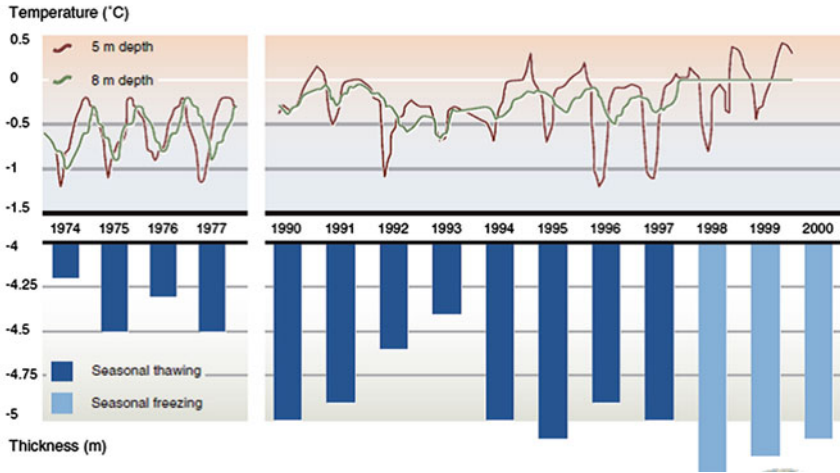 Temperature (˚C)
0.5
5 m depth
0
8 m depth
-0.5
-1
-1.5
1974 1975 1976 1977 1990 1991 1992 1993 1994 1995 1996 1997 1998 1999 2000
-4
-4.25
-4.5
-4.75
Seasonal thawing
Seasonal freezing
-5
Thickness (m)